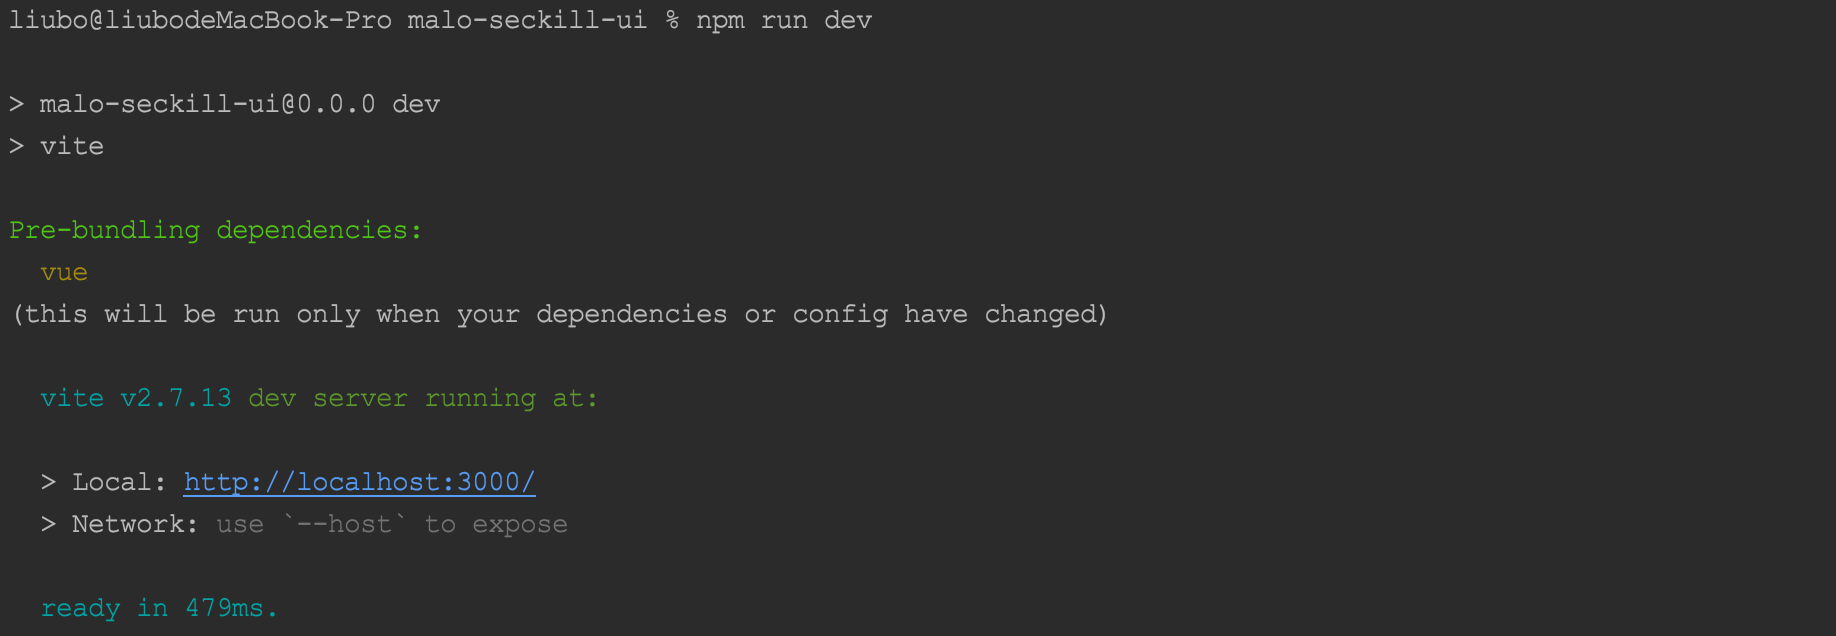 liubo@liubodeMacBook-Pro malo-seckill-ui % npm run dev
> malo-seckill-ui@0.0.0 dev
> vite
Pre-bundling dependencies:
vue
(this will be run only when your dependencies or config have changed)
vite v2.7.13 dev server running at:
> Local: http://localhost:3000/
> Network: use `--host` to expose
ready in 479ms.